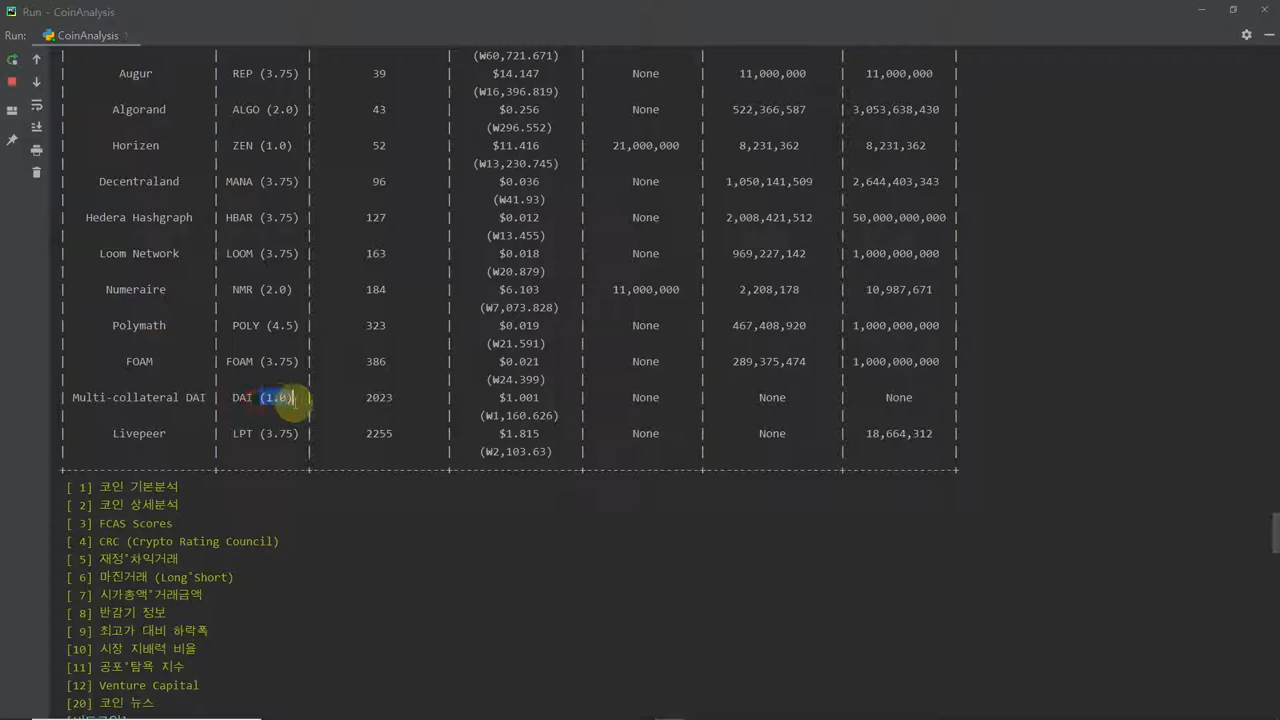 Run - CoinAnalysis
Run: CoinAnalysis
(₩60,721.671)
Augur | REP (3.75) | 39 | $14.147 | None | 11,000,000 | 11,000,000
(₩16,396.819)
Algorand | ALGO (2.0) | 43 | $0.256 | None | 522,366,587 | 3,053,638,430
(₩296.552)
Horizen | ZEN (1.0) | 52 | $11.416 | 21,000,000 | 8,231,362 | 8,231,362
(₩13,230.745)
Decentraland | MANA (3.75) | 96 | $0.036 | None | 1,050,141,509 | 2,644,403,343
(₩41.93)
Hedera Hashgraph | HBAR (3.75) | 127 | $0.012 | None | 2,008,421,512 | 50,000,000,000
(₩13.455)
Loom Network | LOOM (3.75) | 163 | $0.018 | None | 969,227,142 | 1,000,000,000
(₩20.879)
Numeraire | NMR (2.0) | 184 | $6.103 | 11,000,000 | 2,208,178 | 10,987,671
(₩7,073.828)
Polymath | POLY (4.5) | 323 | $0.019 | None | 467,408,920 | 1,000,000,000
(₩21.591)
FOAM | FOAM (3.75) | 386 | $0.021 | None | 289,375,474 | 1,000,000,000
(₩24.399)
Multi-collateral DAI | DAI (1.0) | 2023 | $1.001 | None | None | None
(₩1,160.626)
Livepeer | LPT (3.75) | 2255 | $1.815 | None | None | 18,664,312
(₩2,103.63)
[ 1] 코인 기본분석
[ 2] 코인 상세분석
[ 3] FCAS Scores
[ 4] CRC (Crypto Rating Council)
[ 5] 재정˚차익거래
[ 6] 마진거래 (Long˚Short)
[ 7] 시가총액˚거래금액
[ 8] 반감기 정보
[ 9] 최고가 대비 하락폭
[10] 시장 지배력 비율
[11] 공포˚탐욕 지수
[12] Venture Capital
[20] 코인 뉴스